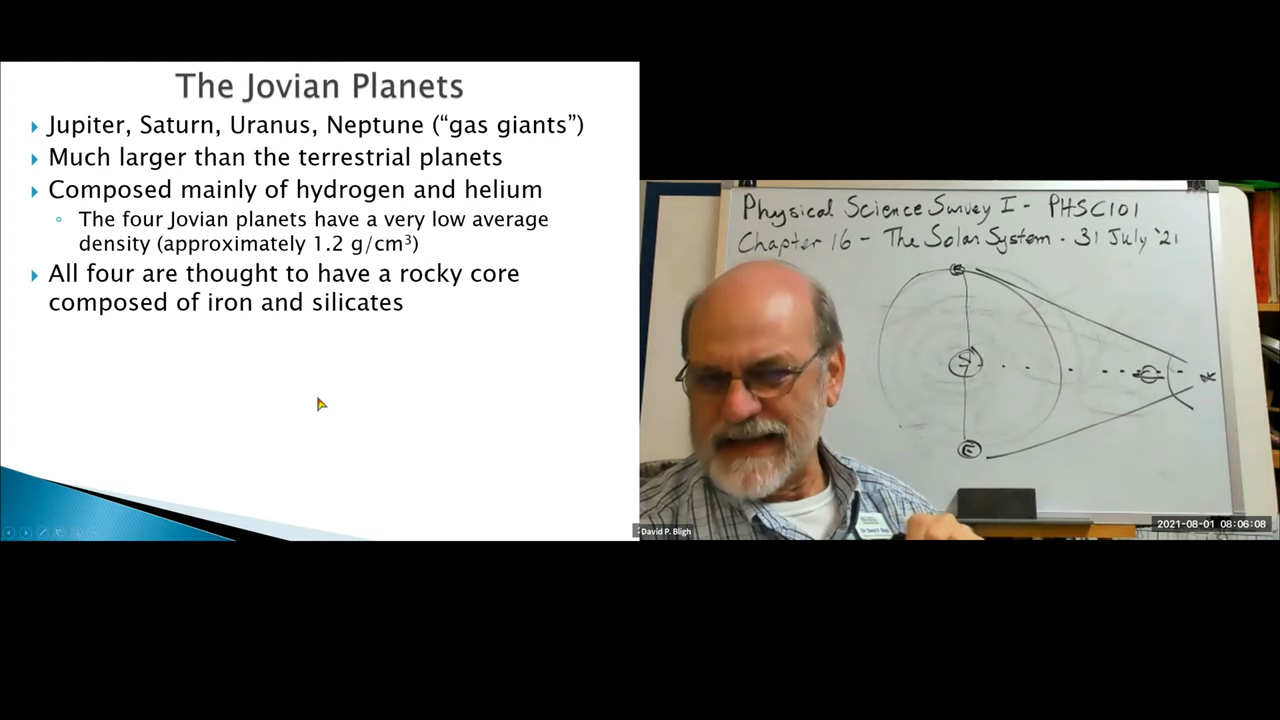 The Jovian Planets
Jupiter, Saturn, Uranus, Neptune (“gas giants”)
Much larger than the terrestrial planets
Composed mainly of hydrogen and helium
The four Jovian planets have a very low average
density (approximately 1.2 g/cm³)
All four are thought to have a rocky core
composed of iron and silicates
Physical Science Survey I - PHSC101
Chapter 16 - The Solar System - 31 July '21
E
S
E
David P. Bligh
2021-08-01 08:06:08